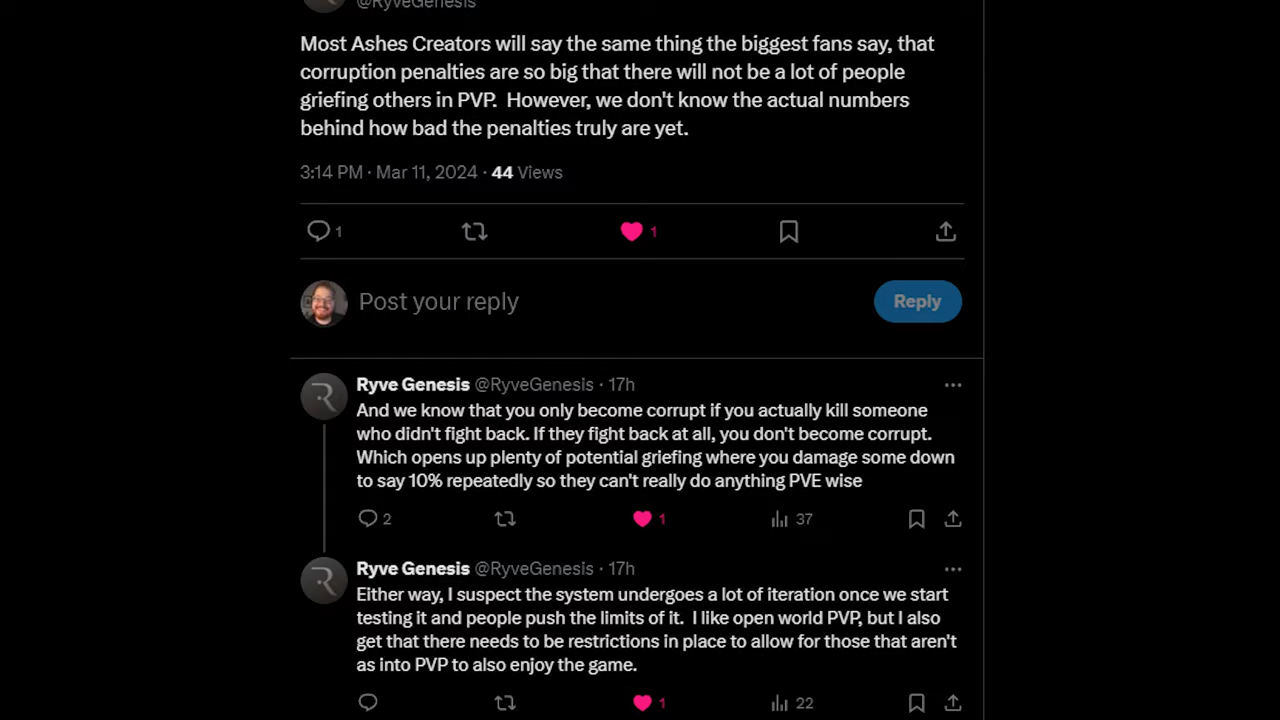 @RyveGenesis
Most Ashes Creators will say the same thing the biggest fans say, that
corruption penalties are so big that there will not be a lot of people
griefing others in PVP.  However, we don't know the actual numbers
behind how bad the penalties truly are yet.
3:14 PM · Mar 11, 2024 · 44 Views
1 1
Post your reply Reply
Ryve Genesis @RyveGenesis · 17h
And we know that you only become corrupt if you actually kill someone
who didn't fight back. If they fight back at all, you don't become corrupt.
Which opens up plenty of potential griefing where you damage some down
to say 10% repeatedly so they can't really do anything PVE wise
2 1 37
Ryve Genesis @RyveGenesis · 17h
Either way, I suspect the system undergoes a lot of iteration once we start
testing it and people push the limits of it.  I like open world PVP, but I also
get that there needs to be restrictions in place to allow for those that aren't
as into PVP to also enjoy the game.
1 22